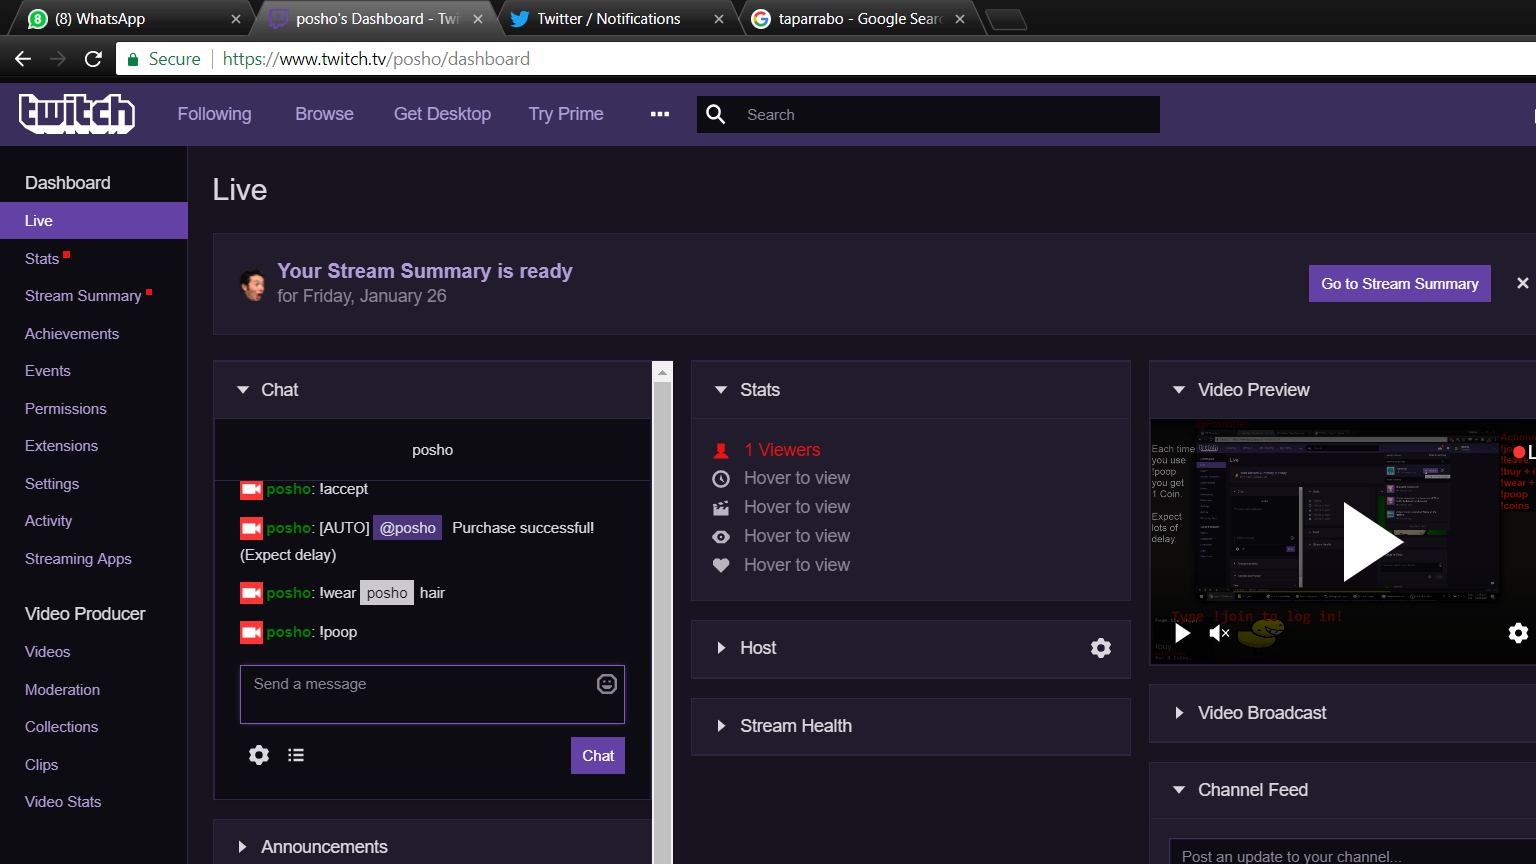 (8) WhatsApp
posho's Dashboard - Twi
Twitter / Notifications
taparrabo - Google Sear
Secure
https://www.twitch.tv/posho/dashboard
twitch
Following
Browse
Get Desktop
Try Prime
Search
Dashboard
Live
Stats
Stream Summary
Achievements
Events
Permissions
Extensions
Settings
Activity
Streaming Apps
Video Producer
Videos
Moderation
Collections
Clips
Video Stats
Live
Your Stream Summary is ready
for Friday, January 26
Go to Stream Summary
Chat
posho
posho: !accept
posho: [AUTO] @posho Purchase successful!
(Expect delay)
posho: !wear posho hair
posho: !poop
Send a message
Chat
Announcements
Stats
1 Viewers
Hover to view
Hover to view
Hover to view
Hover to view
Host
Stream Health
Video Preview
Each time
you use
!poop
you get
1 Coin.
Expect
lots of
delay.
!join
!leave
!buy +
!wear +
!poop
!coins
Type !join to log in!
!buy
Video Broadcast
Channel Feed
Post an update to your channel...